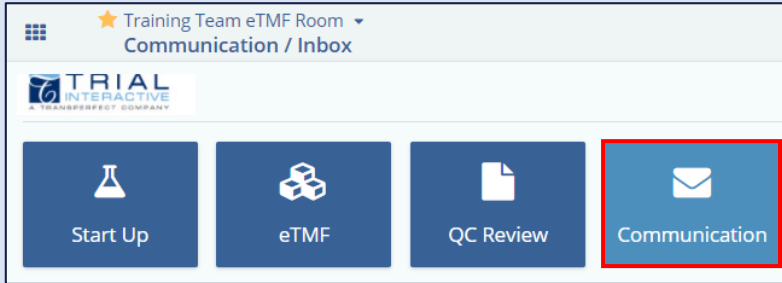 Training Team eTMF Room
Communication / Inbox
TRIAL
INTERACTIVE
A TRANSPERFECT COMPANY
Start Up
eTMF
QC Review
Communication